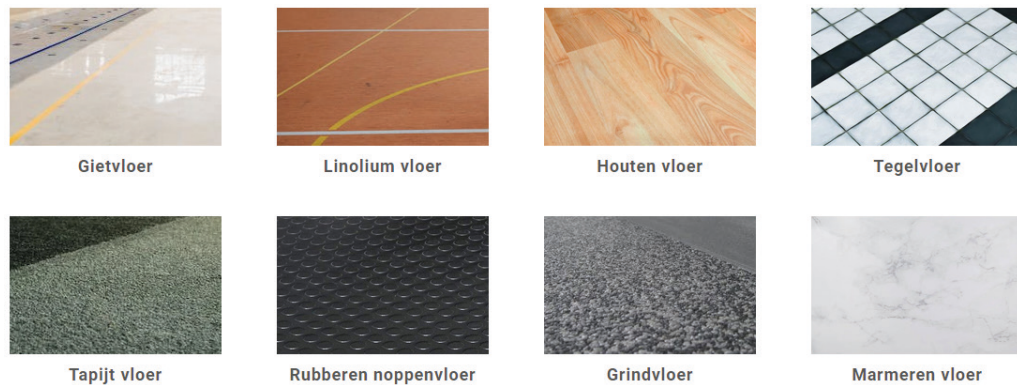 Gietvloer
Linolium vloer
Houten vloer
Tegelvloer
Tapijt vloer
Rubberen noppenvloer
Grindvloer
Marmeren vloer